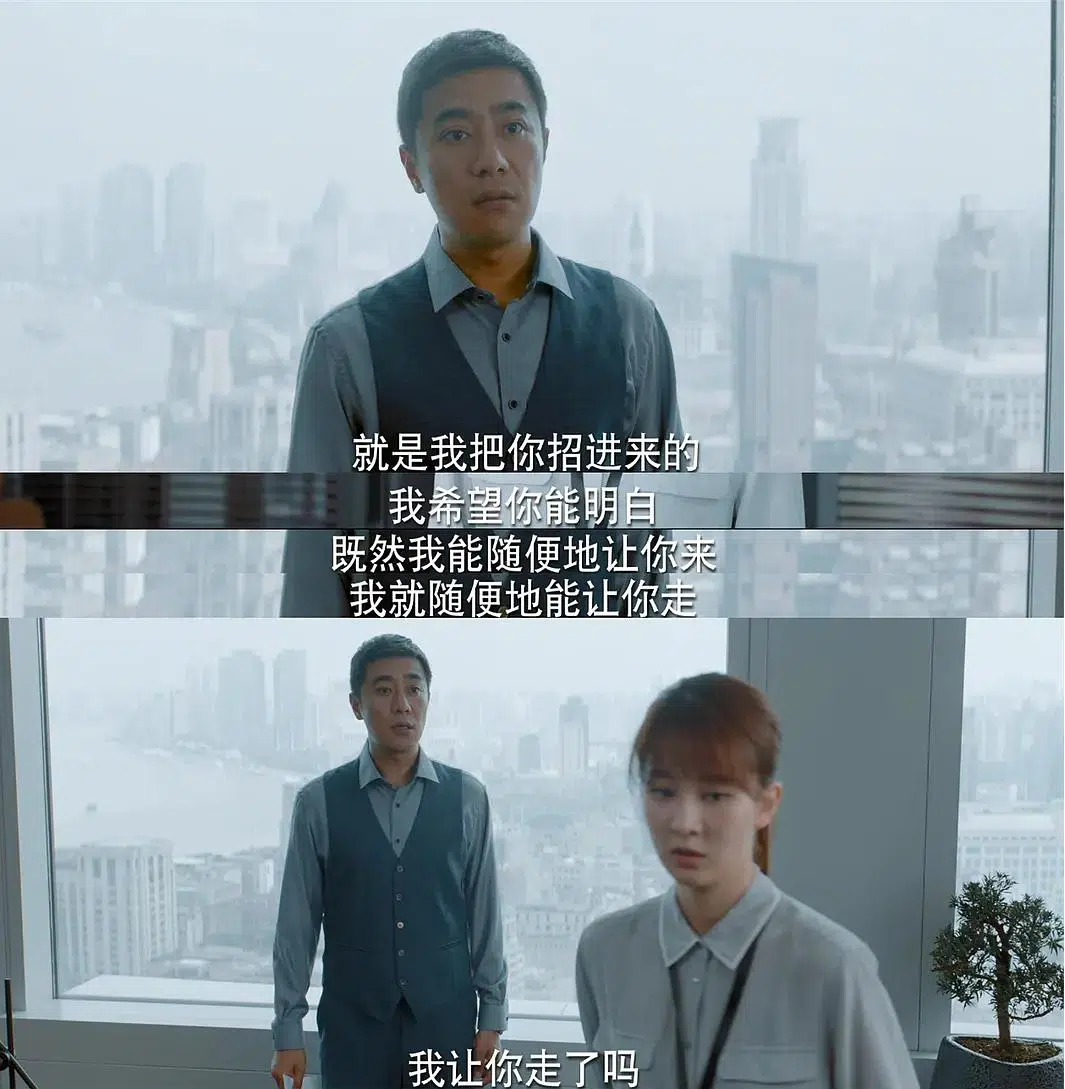 就是我把你招进来的
我希望你能明白
既然我能随便地让你来
我就随便地能让你走
我让你走了吗